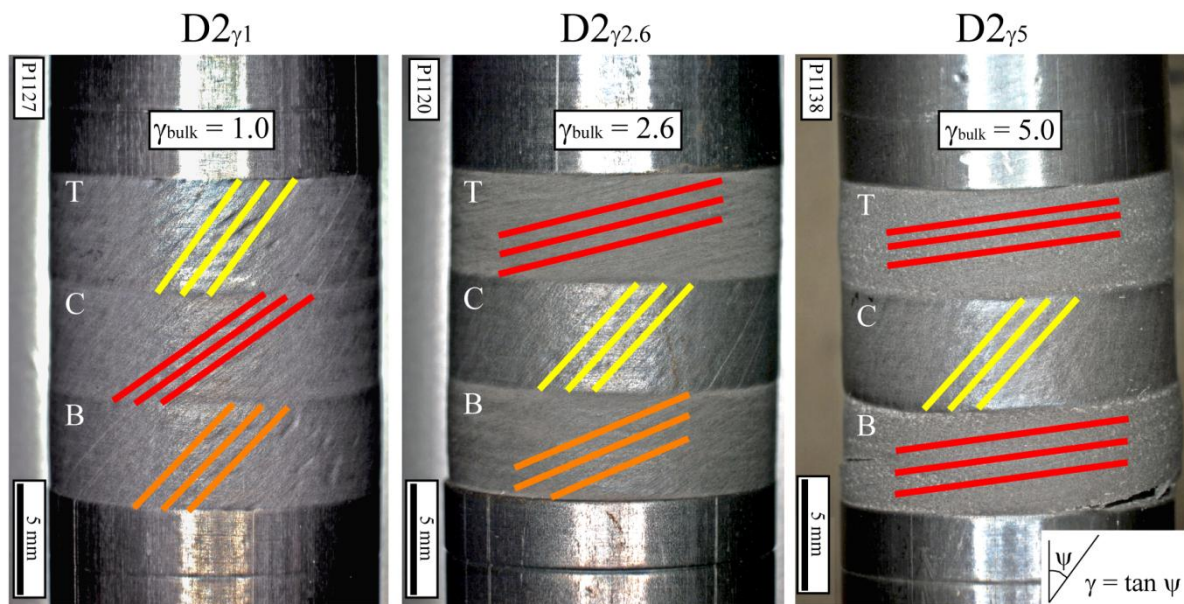 D2γ1
P1127
γbulk = 1.0
T
C
B
5 mm
D2γ2.6
P1120
γbulk = 2.6
T
C
B
5 mm
D2γ5
P1138
γbulk = 5.0
T
C
B
5 mm
ψ
γ = tan ψ